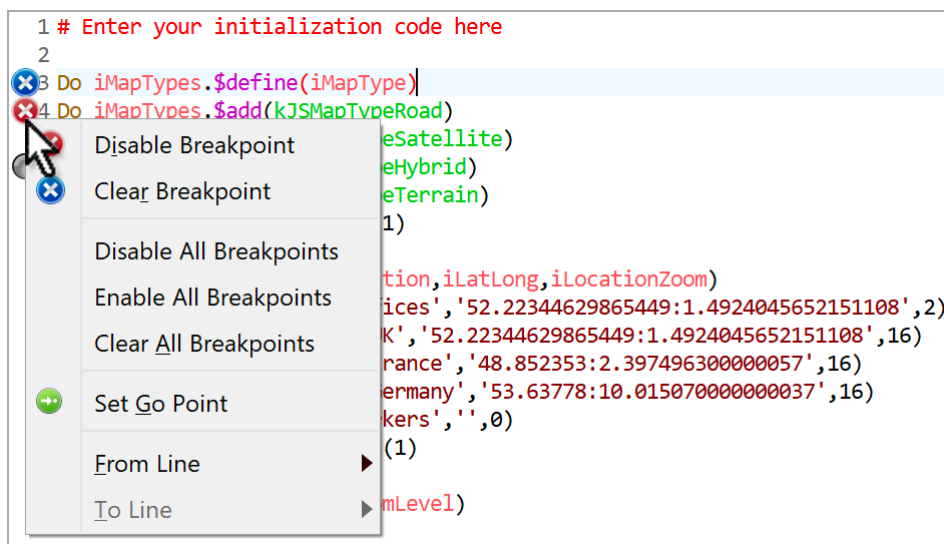 1 # Enter your initialization code here
2
3 Do iMapTypes.$define(iMapType)
4 Do iMapTypes.$add(kJSMapTypeRoad)
Disable Breakpoint eSatellite)
eHybrid)
Clear Breakpoint eTerrain)
1)
Disable All Breakpoints
tion,iLatLong,iLocationZoom)
Enable All Breakpoints ices','52.22344629865449:1.4924045652151108',2)
Clear All Breakpoints K','52.22344629865449:1.4924045652151108',16)
rance','48.852353:2.397496300000057',16)
Set Go Point ermany','53.63778:10.015070000000037',16)
kers','',0)
From Line (1)
To Line mLevel)